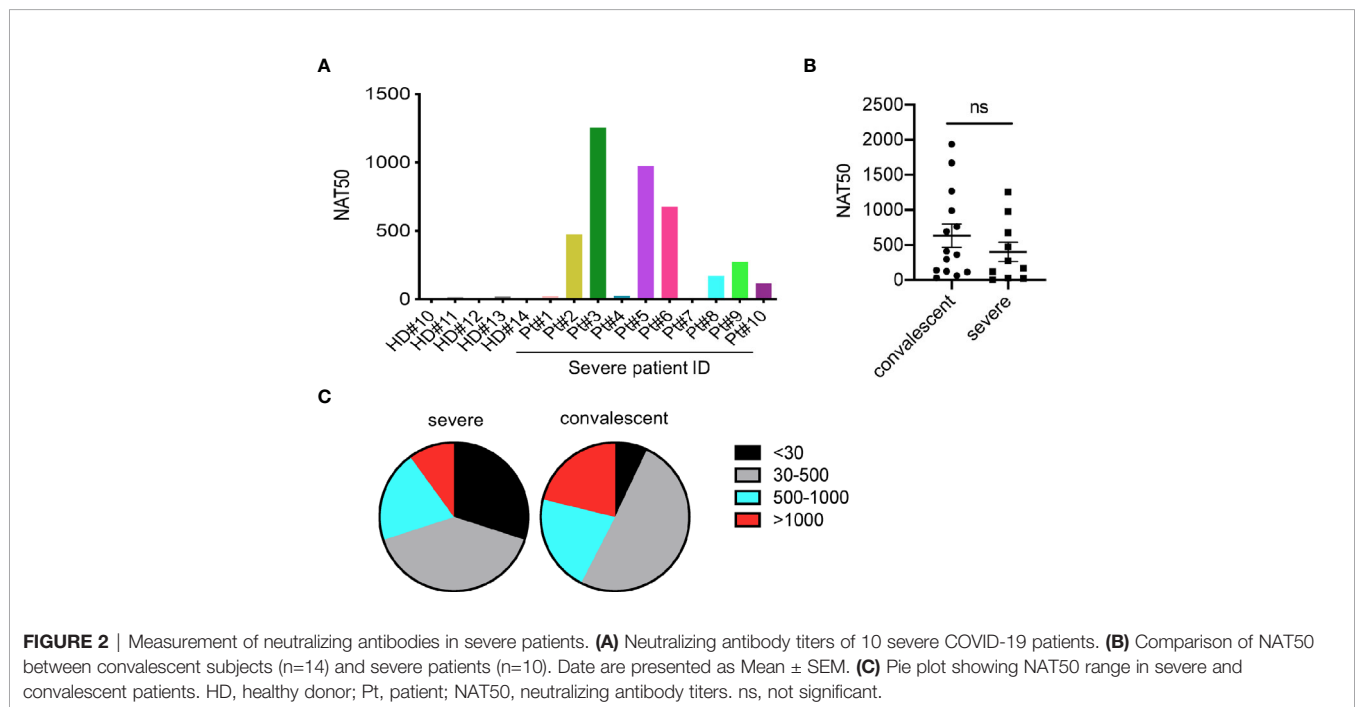 A
1500
1000
500
0
NAT50
HD#10
HD#11
HD#12
HD#13
HD#14
Pt#1
Pt#2
Pt#3
Pt#4
Pt#5
Pt#6
Pt#7
Pt#8
Pt#9
Pt#10
Severe patient ID
B
2500
2000
1500
1000
500
0
NAT50
ns
convalescent
severe
C
severe
convalescent
<30
30-500
500-1000
>1000
FIGURE 2 | Measurement of neutralizing antibodies in severe patients. (A) Neutralizing antibody titers of 10 severe COVID-19 patients. (B) Comparison of NAT50
between convalescent subjects (n=14) and severe patients (n=10). Date are presented as Mean ± SEM. (C) Pie plot showing NAT50 range in severe and
convalescent patients. HD, healthy donor; Pt, patient; NAT50, neutralizing antibody titers. ns, not significant.